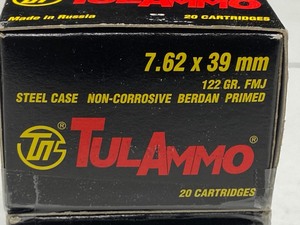 Made in Russia
20 CARTRIDGES
7.62 x 39 mm
122 GR. FMJ
STEEL CASE NON-CORROSIVE BERDAN PRIMED
TULAMMO®
20 CARTRIDGES